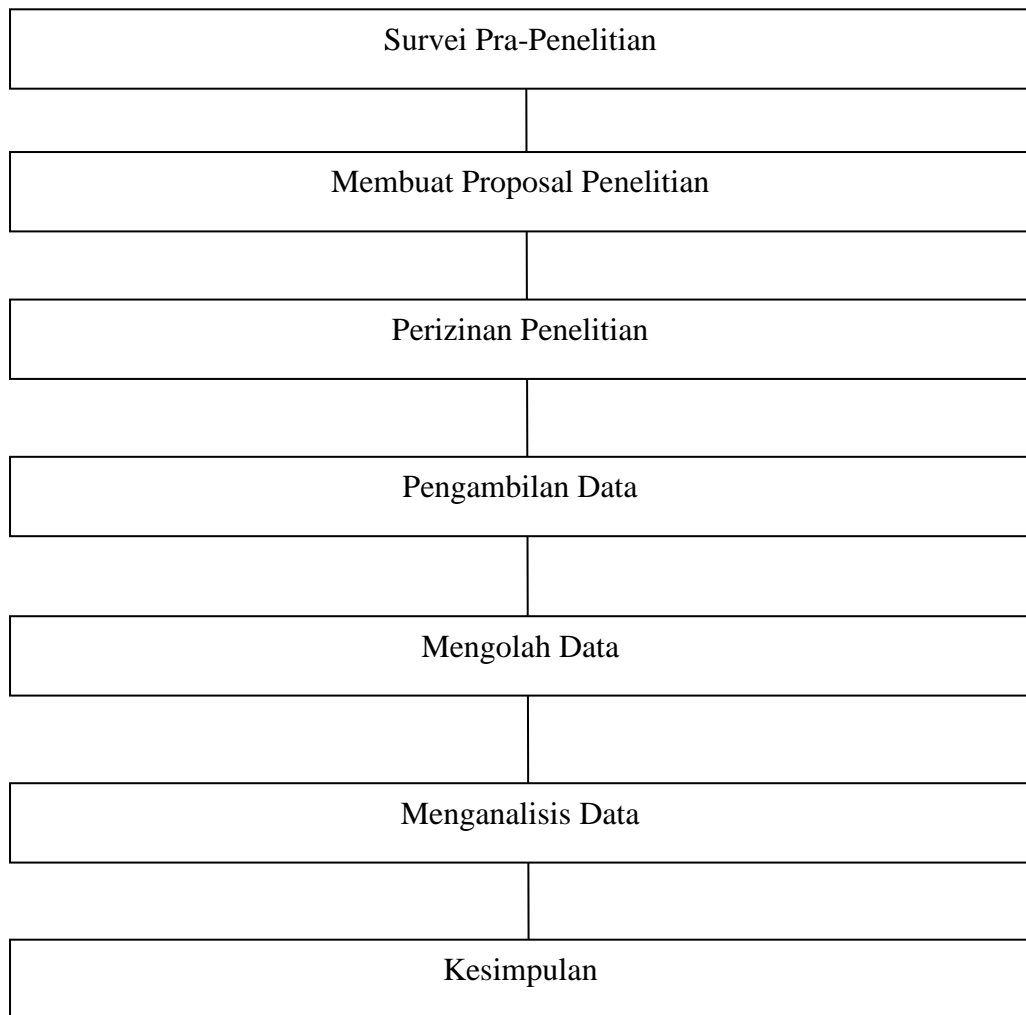 Survei Pra-Penelitian
Membuat Proposal Penelitian
Perizinan Penelitian
Pengambilan Data
Mengolah Data
Menganalisis Data
Kesimpulan